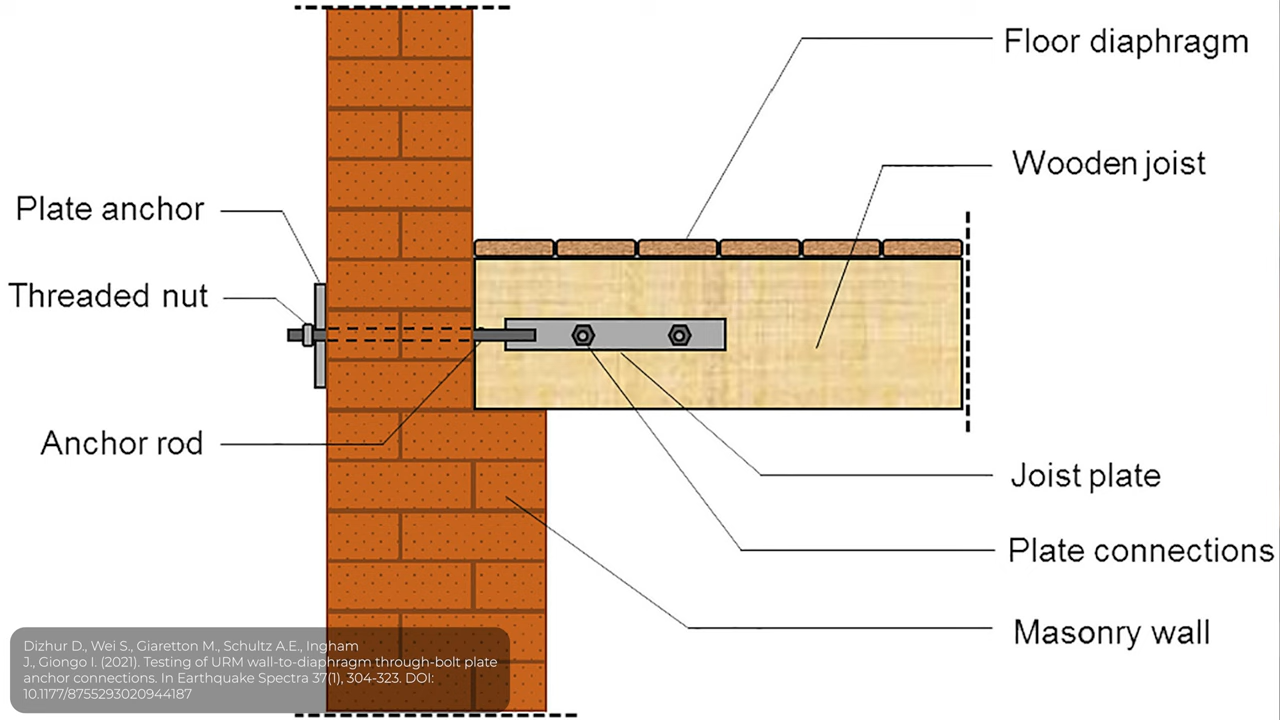 Floor diaphragm
Wooden joist
Plate anchor
Threaded nut
Anchor rod
Joist plate
Plate connections
Masonry wall
Dizhur D., Wei S., Giaretton M., Schultz A.E., Ingham
J., Giongo I. (2021). Testing of URM wall-to-diaphragm through-bolt plate
anchor connections. In Earthquake Spectra 37(1), 304-323. DOI:
10.1177/8755293020944187